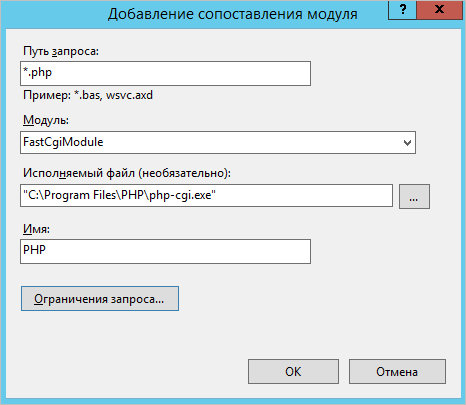 Добавление сопоставления модуля
? x
Путь запроса:
*.php
Пример: *.bas, wsvc.axd
Модуль:
FastCgiModule
Исполняемый файл (необязательно):
"C:\Program Files\PHP\php-cgi.exe"
...
Имя:
PHP
Ограничения запроса...
OK
Отмена